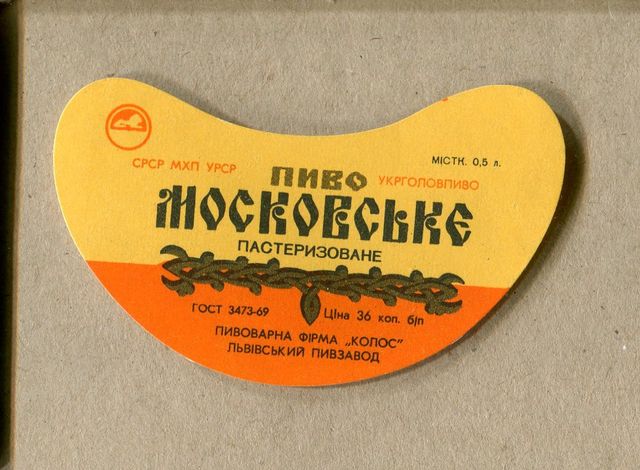 МІСТК. 0,5 л.
СРСР МХП УРСР
ПИВО
УКРГОЛОВПИВО
МОСКОВСЬКЕ
ПАСТЕРИЗОВАНЕ
ГОСТ 3473-69
Ціна 36 коп. б/п
ПИВОВАРНА ФІРМА „КОЛОС"
ЛЬВІВСЬКИЙ ПИВЗАВОД